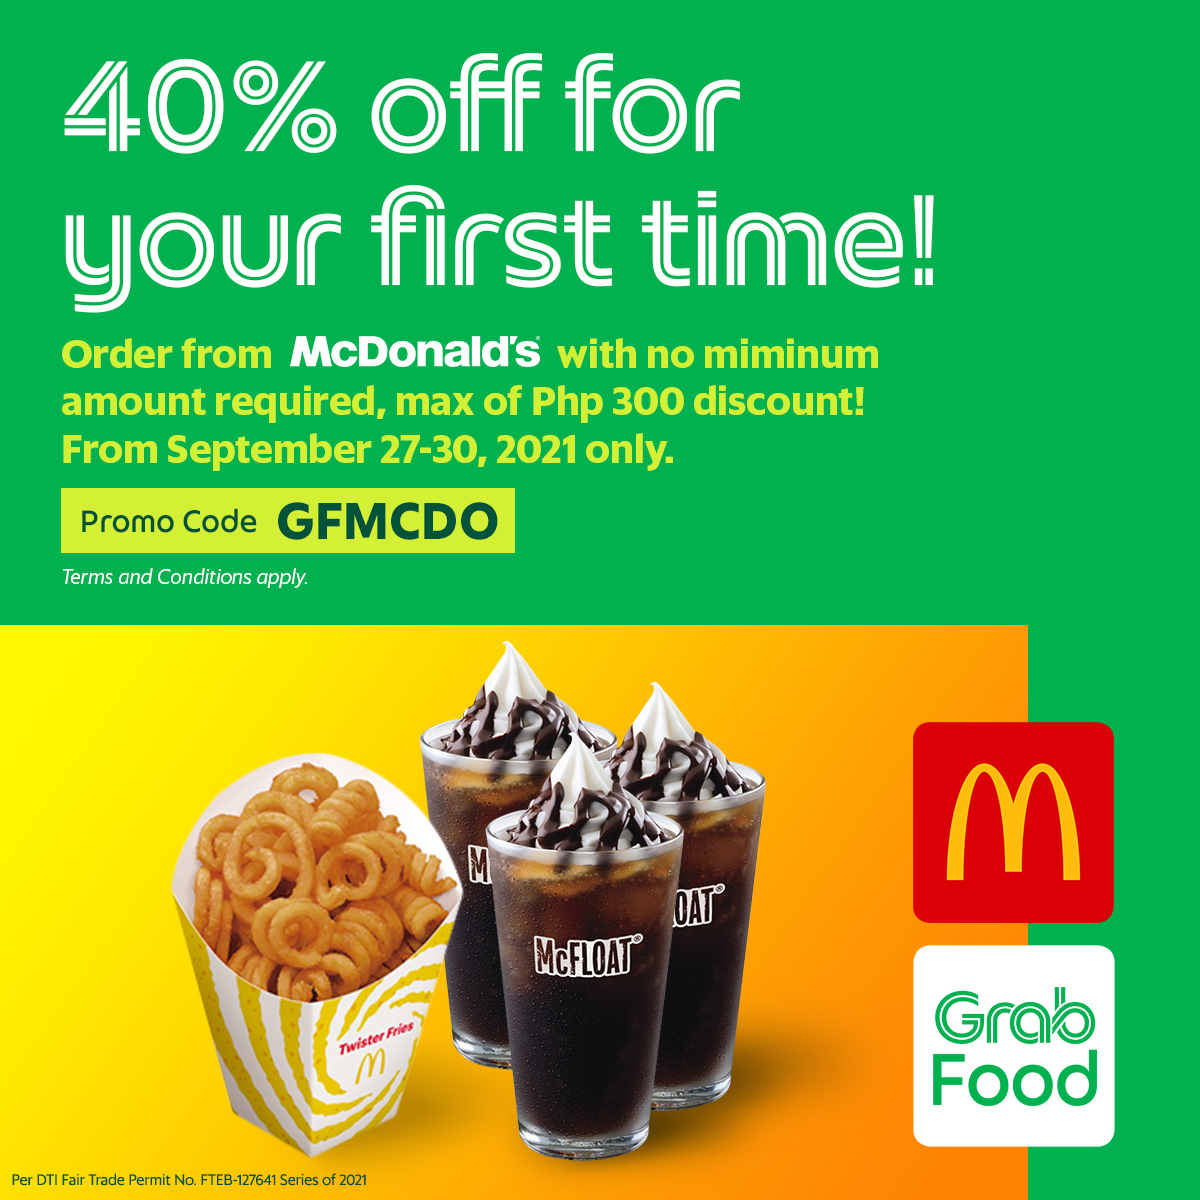 40% off for
your first time!
Order from McDonald's with no miminum
amount required, max of Php 300 discount!
From September 27-30, 2021 only.
Promo Code GFMCDO
Terms and Conditions apply.
M
OAT®
McFLOAT®
Twister Fries
Grab
Food
Per DTI Fair Trade Permit No. FTEB-127641 Series of 2021